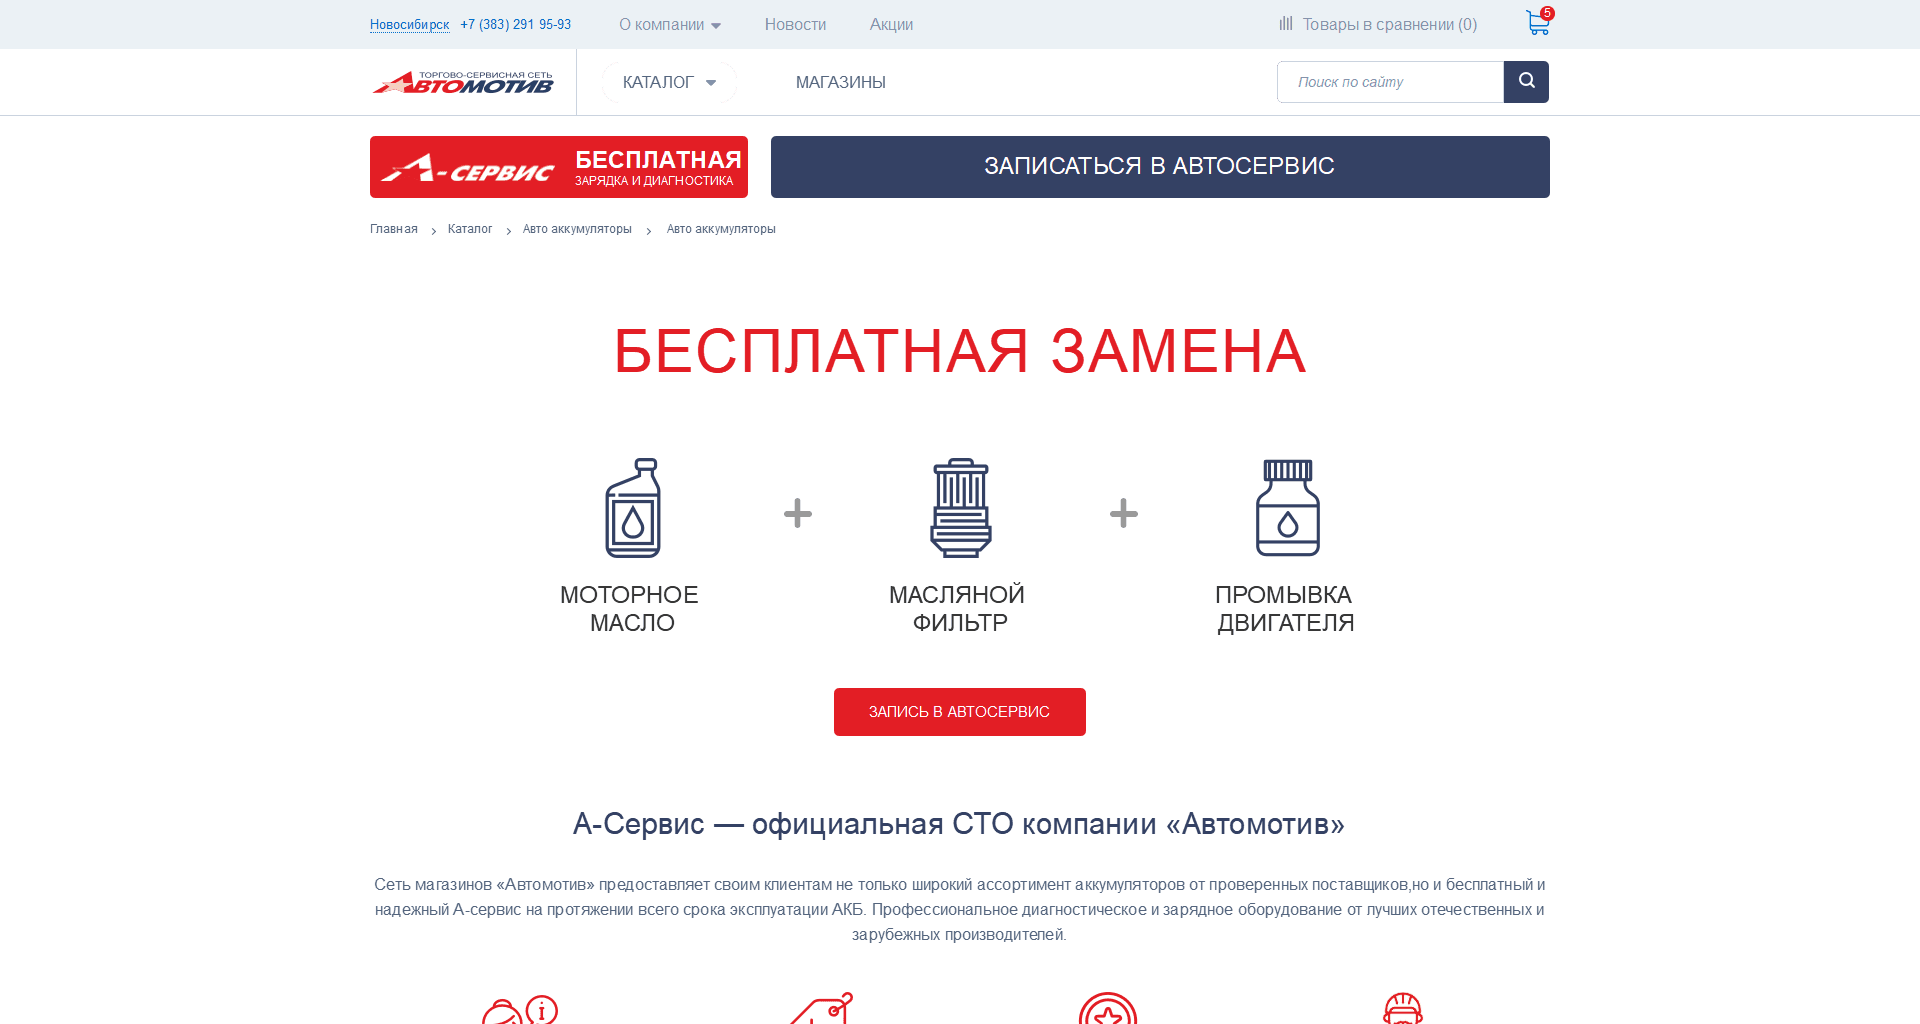 Новосибирск +7 (383) 291 95-93 О компании Новости Акции Товары в сравнении (0) 5
ТОРГОВО-СЕРВИСНАЯ СЕТЬ
АВТОМОТИВ
КАТАЛОГ МАГАЗИНЫ Поиск по сайту
А-СЕРВИС БЕСПЛАТНАЯ
ЗАРЯДКА И ДИАГНОСТИКА
ЗАПИСАТЬСЯ В АВТОСЕРВИС
Главная Каталог Авто аккумуляторы Авто аккумуляторы
БЕСПЛАТНАЯ ЗАМЕНА
МОТОРНОЕ
МАСЛО
МАСЛЯНОЙ
ФИЛЬТР
ПРОМЫВКА
ДВИГАТЕЛЯ
ЗАПИСЬ В АВТОСЕРВИС
А-Сервис — официальная СТО компании «Автомотив»
Сеть магазинов «Автомотив» предоставляет своим клиентам не только широкий ассортимент аккумуляторов от проверенных поставщиков,но и бесплатный и
надежный А-сервис на протяжении всего срока эксплуатации АКБ. Профессиональное диагностическое и зарядное оборудование от лучших отечественных и
зарубежных производителей.